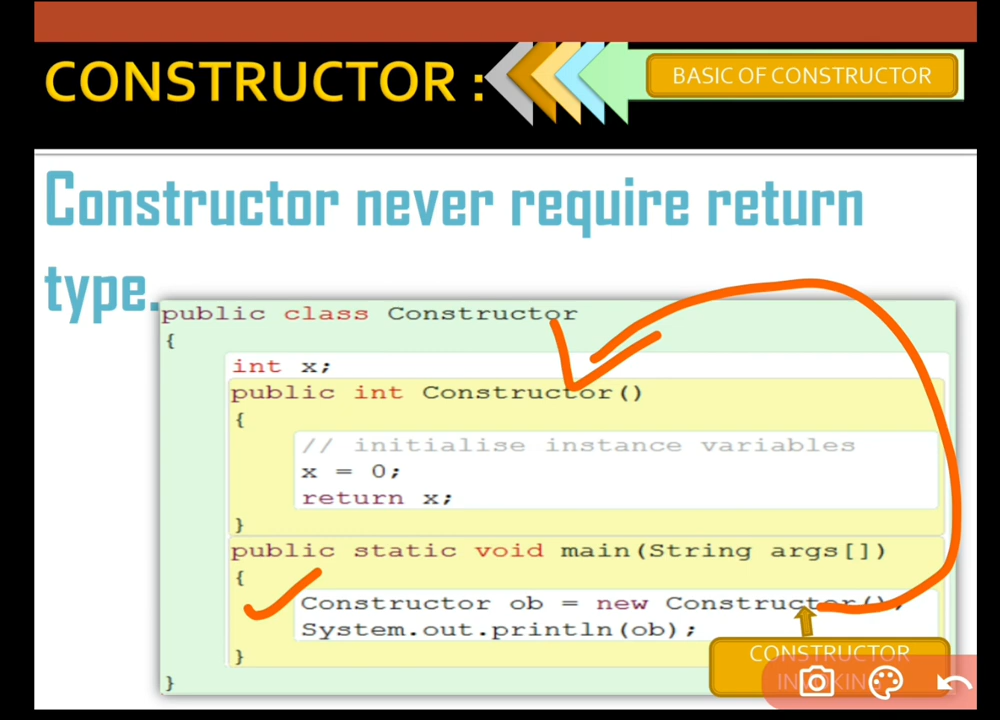 CONSTRUCTOR :
BASIC OF CONSTRUCTOR
Constructor never require return
type.
public class Constructor
{
int x;
public int Constructor()
{
// initialise instance variables
x = 0;
return x;
}
public static void main(String args[])
{
Constructor ob = new Constructor();
System.out.println(ob);
}
}
CONSTRUCTOR